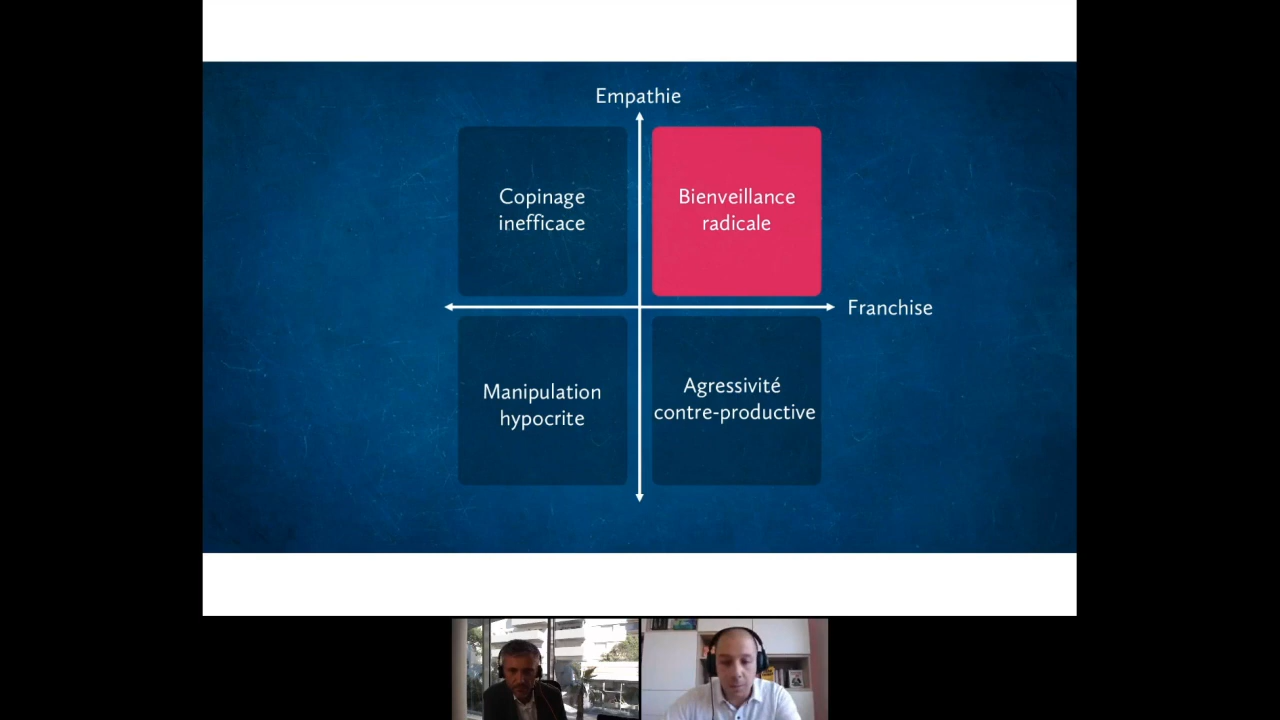 Empathie
Copinage
inefficace
Bienveillance
radicale
Franchise
Manipulation
hypocrite
Agressivité
contre-productive